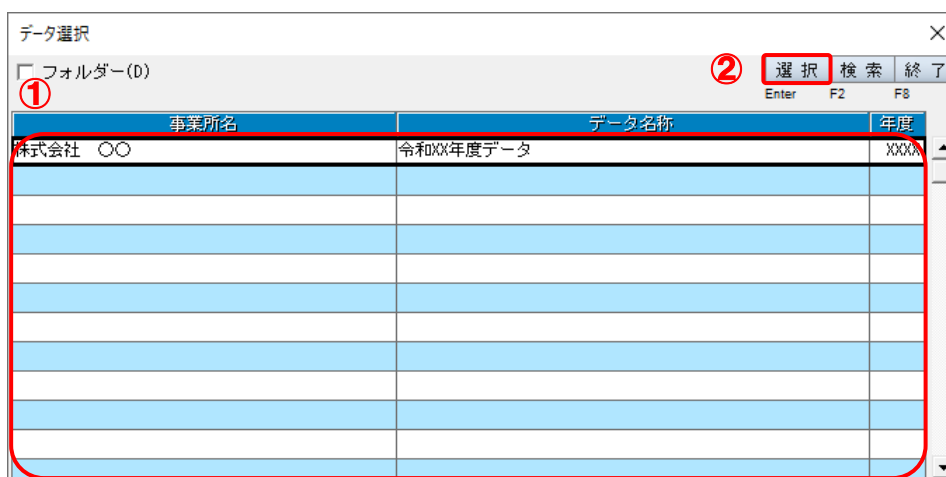 データ選択
フォルダー(D)
① ② 選択 検索 終了
Enter F2 F8
事業所名 データ名称 年度
株式会社 〇〇 令和XX年度データ XXXX